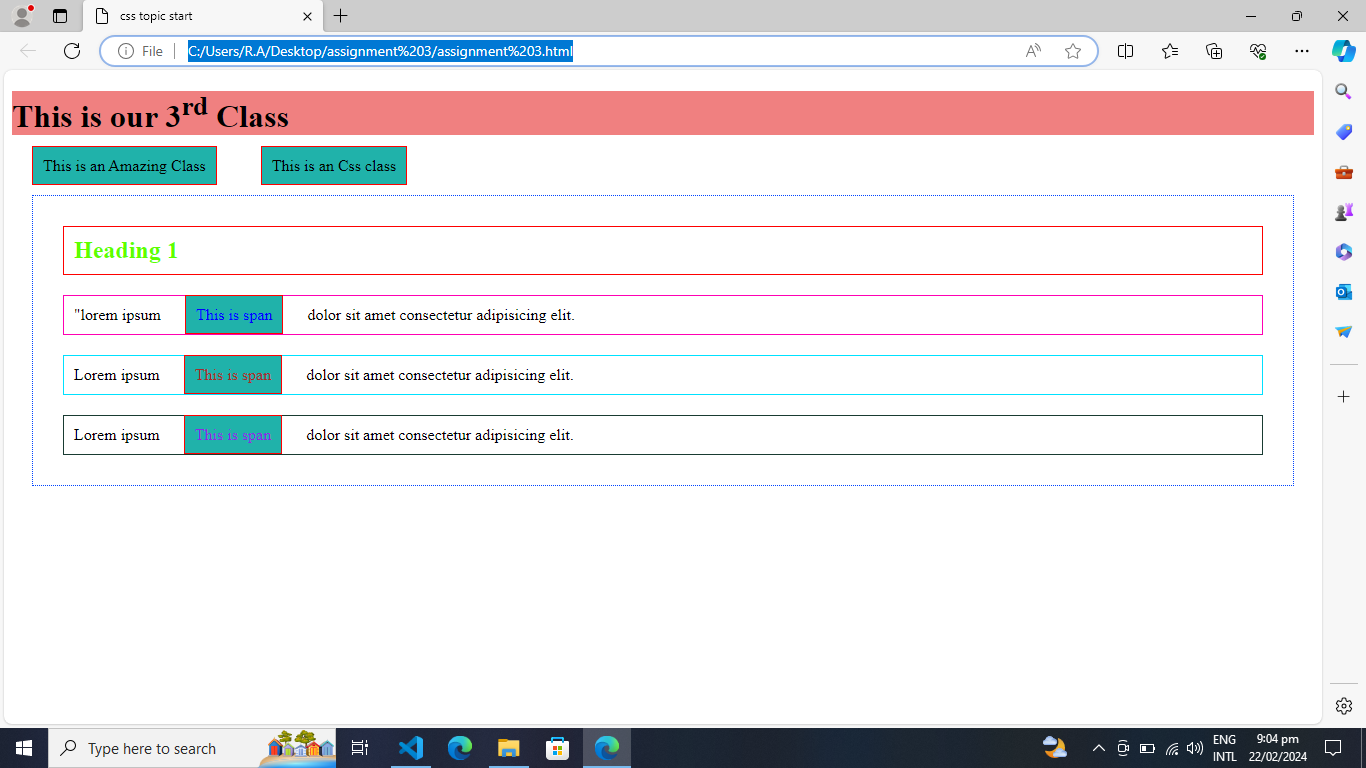 css topic start
File
C:/Users/R.A/Desktop/assignment%203/assignment%203.html
This is our 3rd Class
This is an Amazing Class This is an Css class
Heading 1
"lorem ipsum This is span dolor sit amet consectetur adipisicing elit.
Lorem ipsum This is span dolor sit amet consectetur adipisicing elit.
Lorem ipsum This is span dolor sit amet consectetur adipisicing elit.
Type here to search
ENG
INTL
9:04 pm
22/02/2024